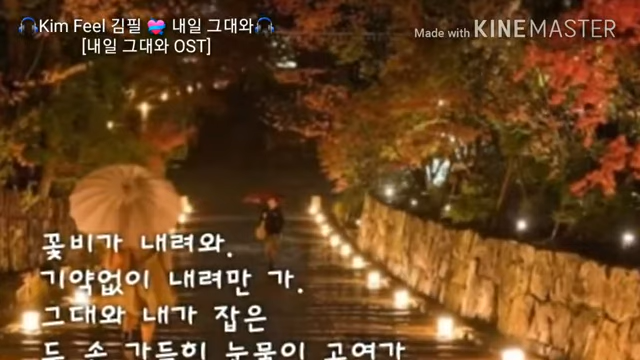 🎧Kim Feel 김필 💝 내일 그대와🎧
[내일 그대와 OST]
Made with KINEMASTER
꽃비가 내려와.
기약없이 내려만 가.
그대와 내가 잡은
두 손 가득히 눈물이 고여가